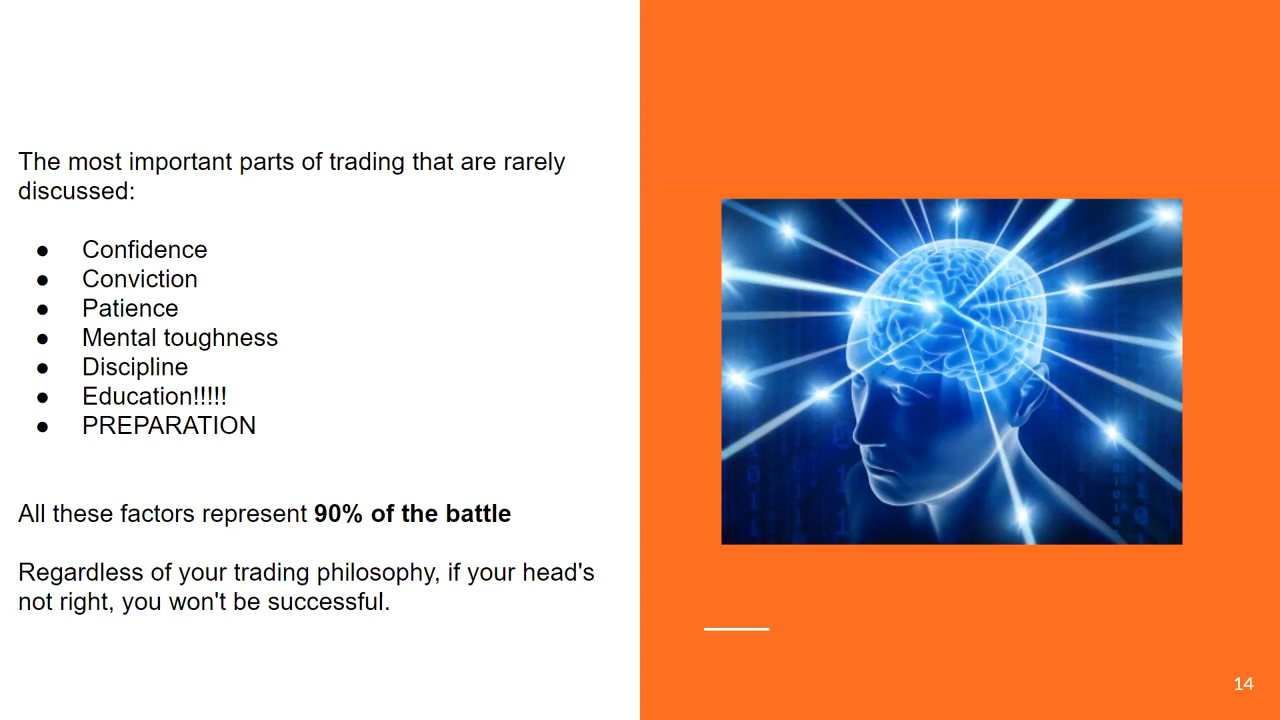 The most important parts of trading that are rarely
discussed:
● Confidence
● Conviction
● Patience
● Mental toughness
● Discipline
● Education!!!!!
● PREPARATION
All these factors represent 90% of the battle
Regardless of your trading philosophy, if your head's
not right, you won't be successful.
14